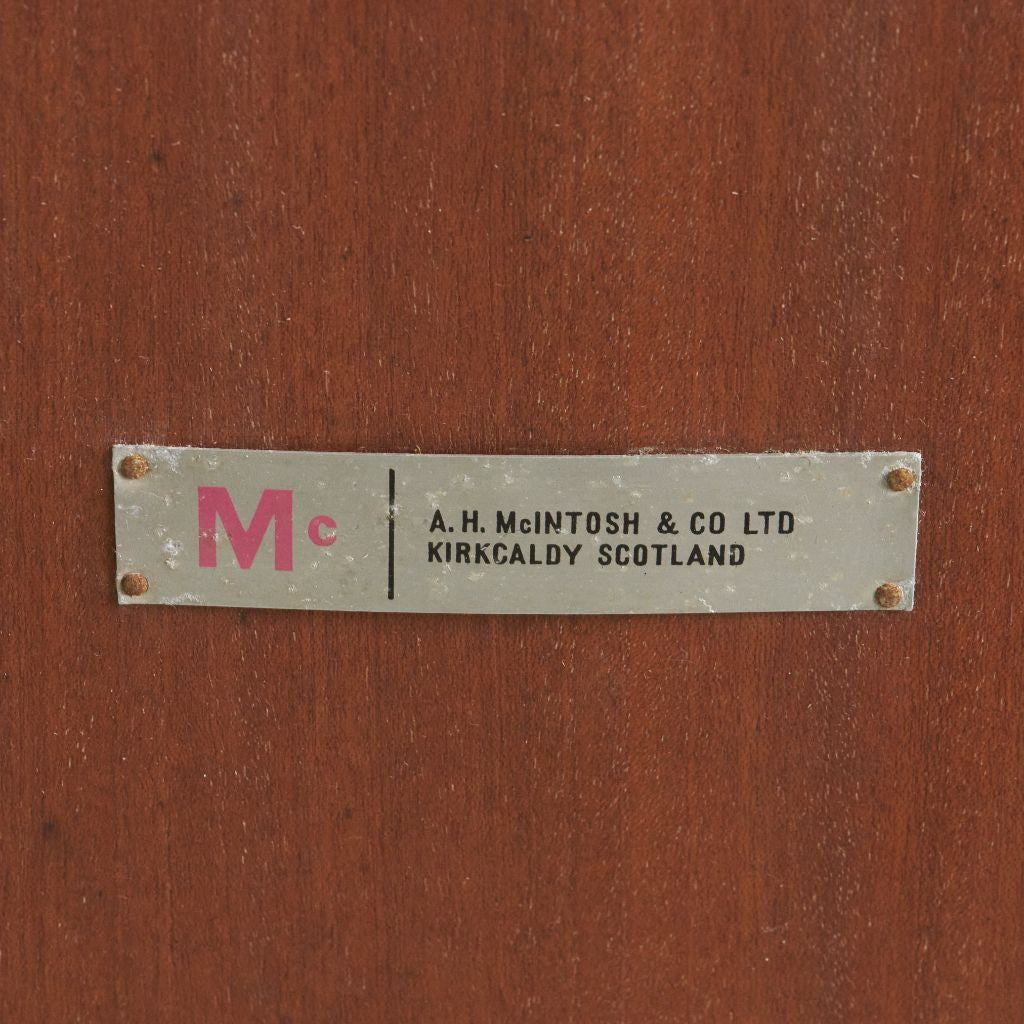 Mc
A. H. McINTOSH & CO LTD
KIRKCALDY SCOTLAND